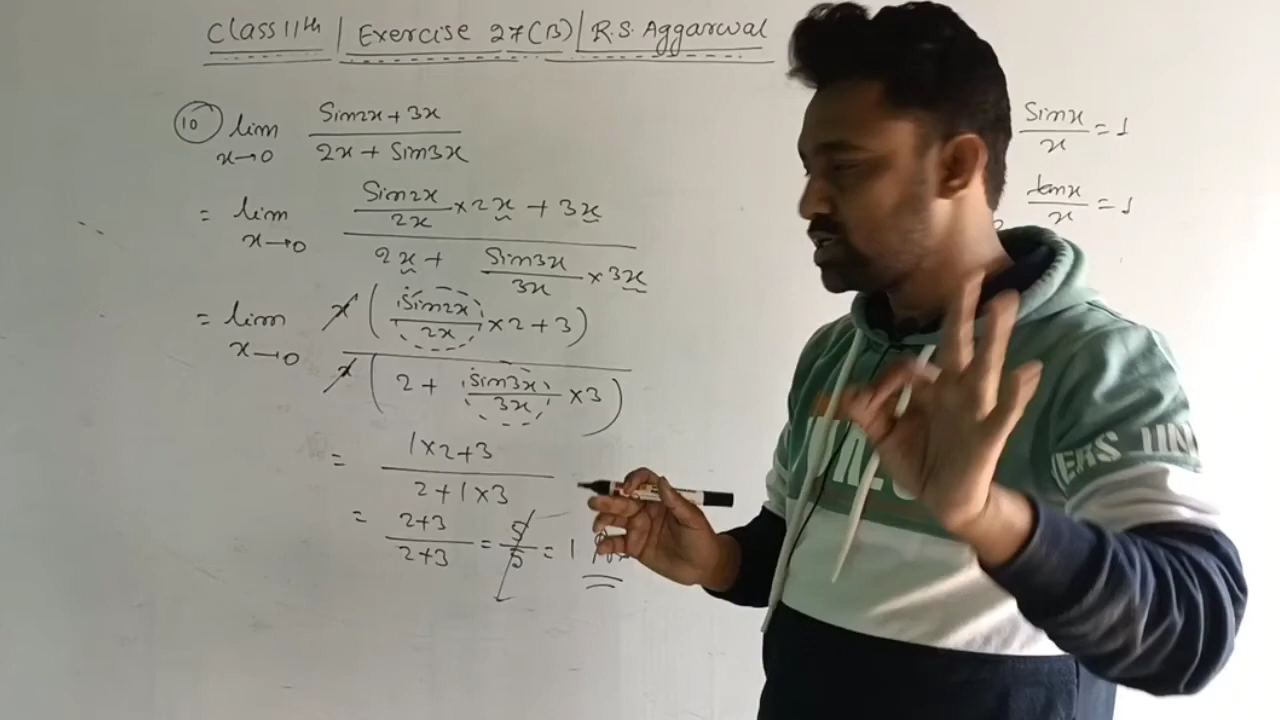 Class 11th | Exercise 27(B) | R.S. Aggarwal
10 lim x→0 Sin2x + 3x / 2x + Sin3x
= lim x→0 Sin2x / 2x × 2x + 3x / 2x + Sin3x / 3x × 3x
= lim x→0 x ( Sin2x / 2x × 2 + 3 ) / x ( 2 + Sin3x / 3x × 3 )
= 1 × 2 + 3 / 2 + 1 × 3
= 2+3 / 2+3 = 5 / 5 = 1
Sinx / x = 1
tanx / x = 1